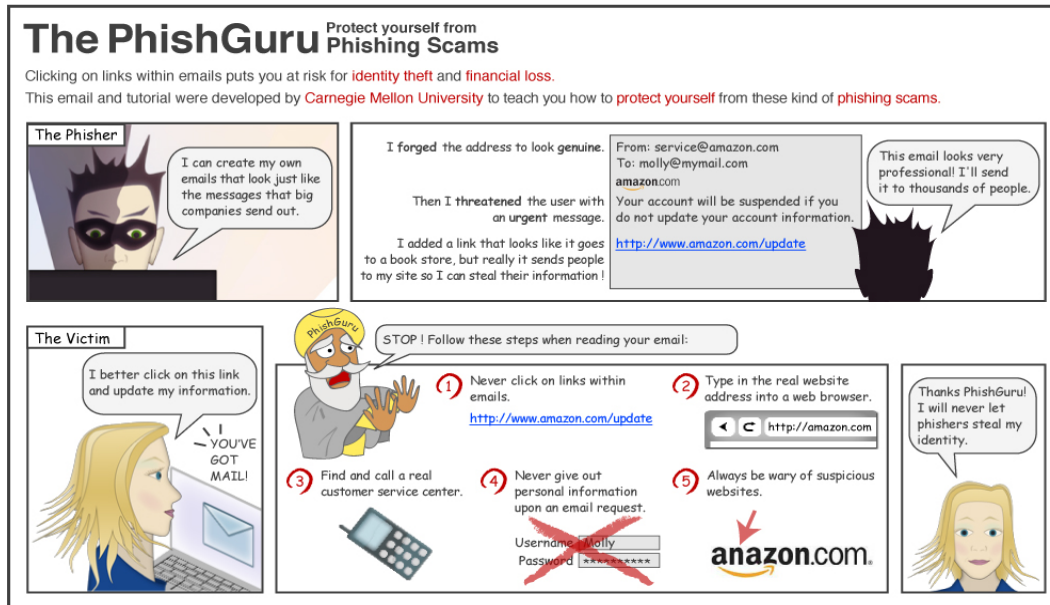 The PhishGuru Protect yourself from
Phishing Scams
Clicking on links within emails puts you at risk for identity theft and financial loss.
This email and tutorial were developed by Carnegie Mellon University to teach you how to protect yourself from these kind of phishing scams.
The Phisher
I can create my own
emails that look just like
the messages that big
companies send out.
I forged the address to look genuine.
Then I threatened the user with
an urgent message.
I added a link that looks like it goes
to a book store, but really it sends people
to my site so I can steal their information !
From: service@amazon.com
To: molly@mymail.com
amazon.com
Your account will be suspended if you
do not update your account information.
http://www.amazon.com/update
This email looks very
professional! I'll send
it to thousands of people.
The Victim
I better click on this link
and update my information.
YOU'VE
GOT
MAIL!
PhishGuru
STOP ! Follow these steps when reading your email:
1 Never click on links within
emails.
http://www.amazon.com/update
2 Type in the real website
address into a web browser.
http://amazon.com
3 Find and call a real
customer service center.
4 Never give out
personal information
upon an email request.
Username Molly
Password **********
5 Always be wary of suspicious
websites.
anazon.com®
Thanks PhishGuru!
I will never let
phishers steal my
identity.